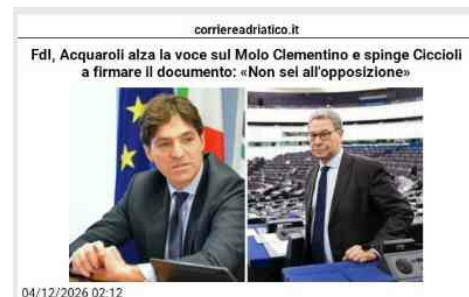 corriereadriatico.it
FdI, Acquaroli alza la voce sul Molo Clementino e spinge Ciccioli
a firmare il documento: «Non sei all'opposizione»
04/12/2026 02:12